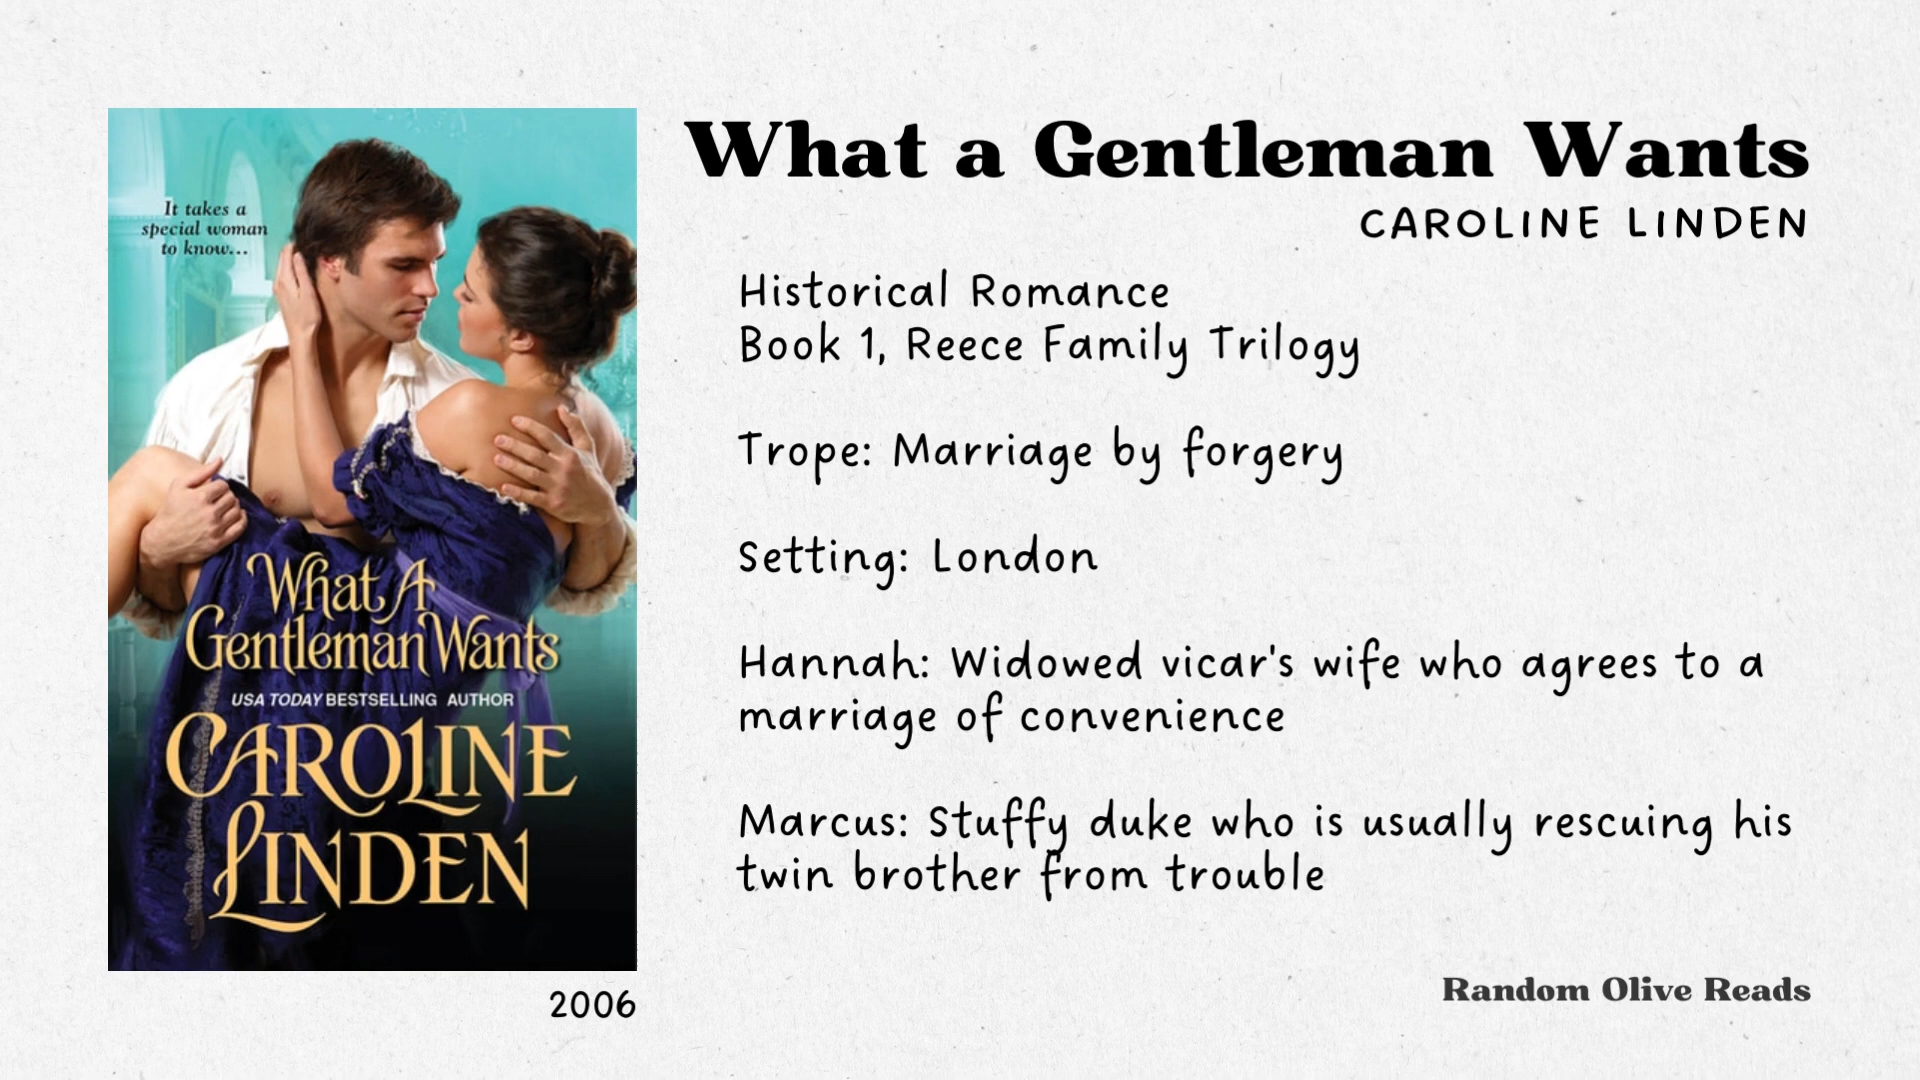 It takes a
special woman
to know...
What A
Gentleman Wants
USA TODAY BESTSELLING AUTHOR
CAROLINE
LINDEN
2006
What a Gentleman Wants
CAROLINE LINDEN
Historical Romance
Book 1, Reece Family Trilogy
Trope: Marriage by forgery
Setting: London
Hannah: Widowed vicar's wife who agrees to a
marriage of convenience
Marcus: Stuffy duke who is usually rescuing his
twin brother from trouble
Random Olive Reads